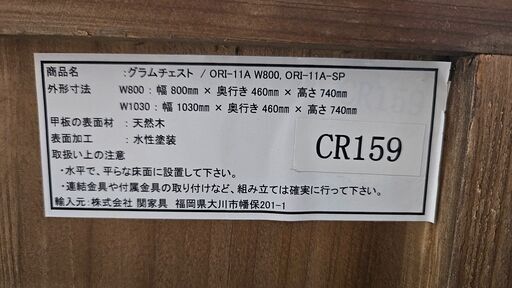 商品名 :グラムチェスト / ORI-11A W800, ORI-11A-SP
外形寸法 W800 : 幅 800mm × 奥行き 460mm × 高さ 740mm
W1030 : 幅 1030mm × 奥行き 460mm × 高さ 740mm
甲板の表面材 : 天然木
表面加工 : 水性塗装
取扱い上の注意
・水平で、平らな床面に設置して下さい。
・連結金具や付属金具の取り付けなど、組み立ては確実に行って下さい。
輸入元:株式会社 関家具 福岡県大川市幡保201-1
CR159